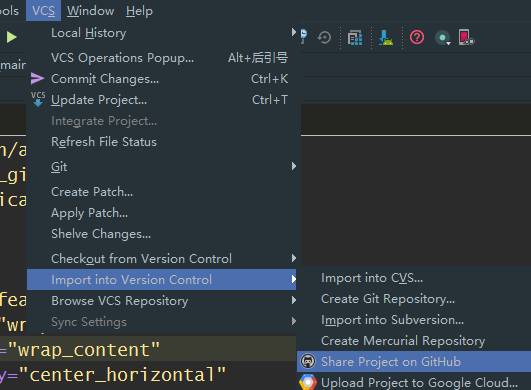 ols VCS Window Help
Local History
VCS Operations Popup... Alt+后引号
main
Commit Changes... Ctrl+K
VCS Update Project... Ctrl+T
Integrate Project...
Refresh File Status
n/a
_gi
Git
ica
Create Patch...
Apply Patch...
Shelve Changes...
Checkout from Version Control
Import into Version Control
Import into CVS...
Browse VCS Repository
Create Git Repository...
fea
Sync Settings
Import into Subversion...
"wr
Create Mercurial Repository
="wrap_content"
Share Project on GitHub
y="center_horizontal"
Upload Project to Google Cloud...